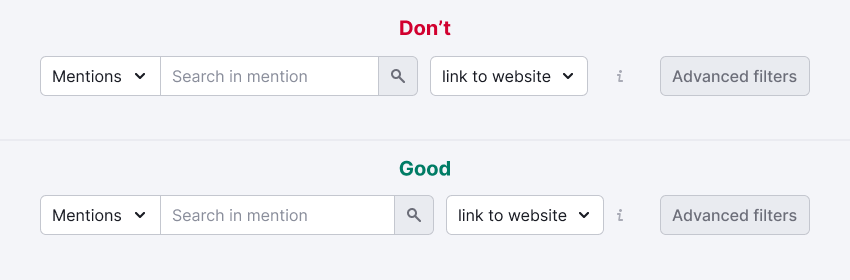 Don't
Mentions Search in mention link to website i Advanced filters
Good
Mentions Search in mention link to website i Advanced filters